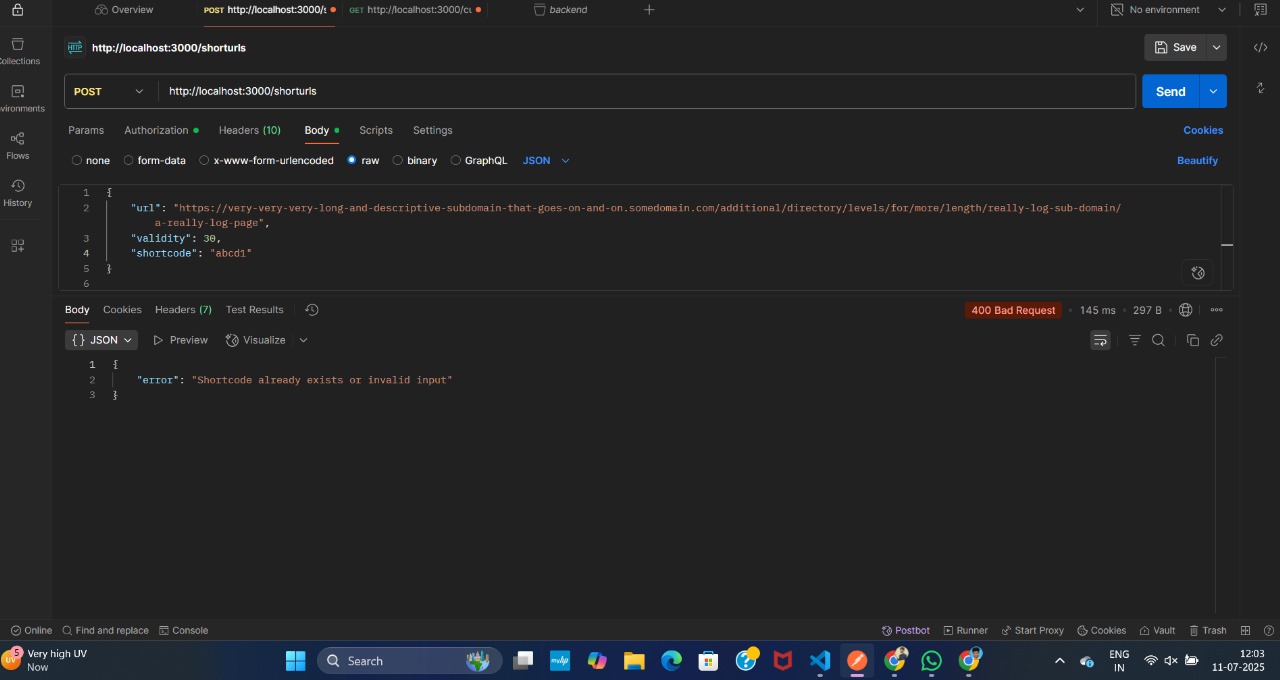 Overview
POST http://localhost:3000/s
GET http://localhost:3000/cu
backend
No environment
ollections
HTTP http://localhost:3000/shorturls
Save
vironments
POST
http://localhost:3000/shorturls
Send
Flows
Params
Authorization
Headers (10)
Body
Scripts
Settings
Cookies
none
form-data
x-www-form-urlencoded
raw
binary
GraphQL
JSON
Beautify
History
1 {
2 "url": "https://very-very-very-long-and-descriptive-subdomain-that-goes-on-and-on.somedomain.com/additional/directory/levels/for/more/length/really-log-sub-domain/
a-really-log-page",
3 "validity": 30,
4 "shortcode": "abcd1"
5 }
6
Body
Cookies
Headers (7)
Test Results
400 Bad Request
145 ms
297 B
{} JSON
Preview
Visualize
1 {
2 "error": "Shortcode already exists or invalid input"
3 }
Online
Find and replace
Console
Postbot
Runner
Start Proxy
Cookies
Vault
Trash
UV
5
Very high UV
Now
Search
myhp
ENG
IN
12:03
11-07-2025